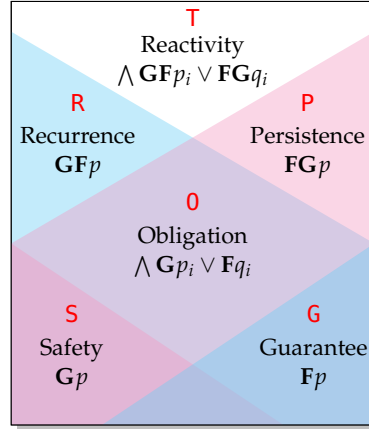 T
Reactivity
⋀ GFpᵢ ∨ FGqᵢ
R
Recurrence
GFp
P
Persistence
FGp
O
Obligation
⋀ Gpᵢ ∨ Fqᵢ
S
Safety
Gp
G
Guarantee
Fp